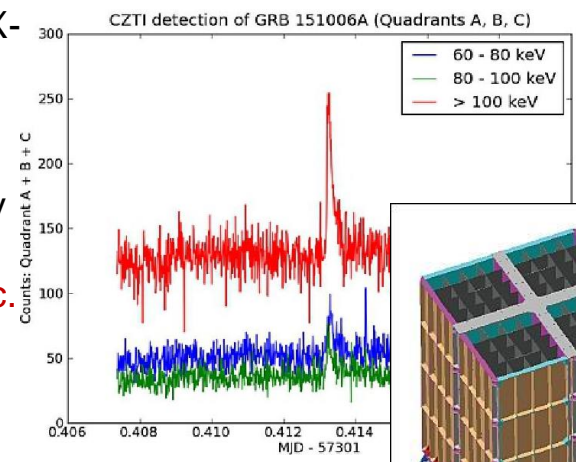 X-
y
c.
CZTI detection of GRB 151006A (Quadrants A, B, C)
300
250
200
150
100
50
0
Counts: Quadrant A + B + C
60 - 80 keV
80 - 100 keV
> 100 keV
0.406 0.408 0.410 0.412 0.414
MJD - 57301